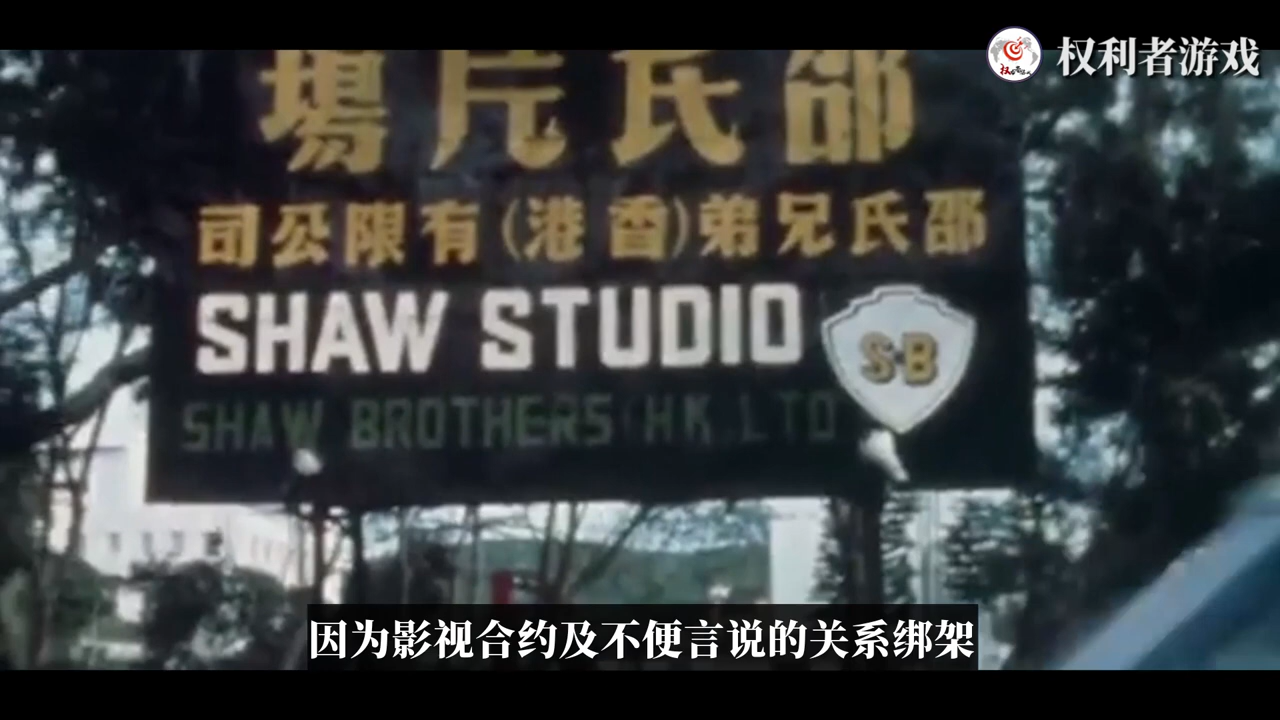 权利者游戏
場片氏邵
司公限有(港香)弟兄氏邵
SHAW STUDIO
S·B
SHAW BROTHERS (H.K.) LTD
因为影视合约及不便言说的关系绑架